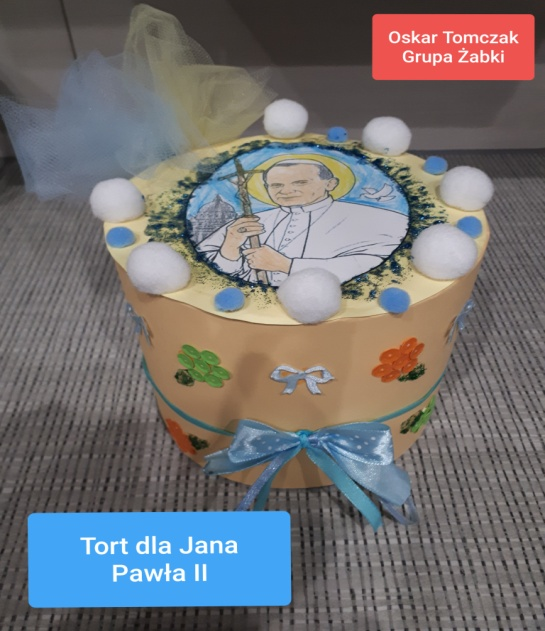 Oskar Tomczak
Grupa Żabki
Tort dla Jana
Pawła II